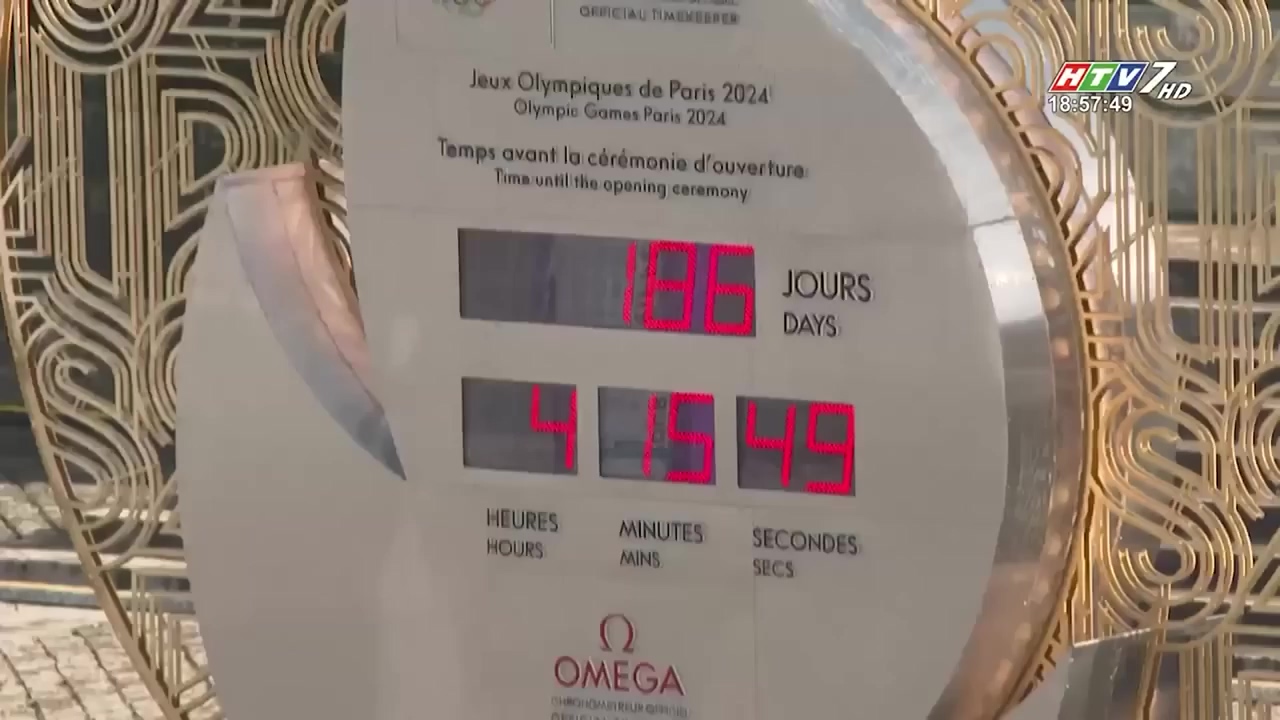 OFFICIAL TIMEKEEPER
HTV7 HD
18:57:49
Jeux Olympiques de Paris 2024
Olympic Games Paris 2024
Temps avant la cérémonie d'ouverture
Time until the opening ceremony
186 JOURS
DAYS
4 15 49
HEURES MINUTES SECONDES
HOURS MINS SECS
Ω
OMEGA
CHRONOMÉTREUR OFFICIEL